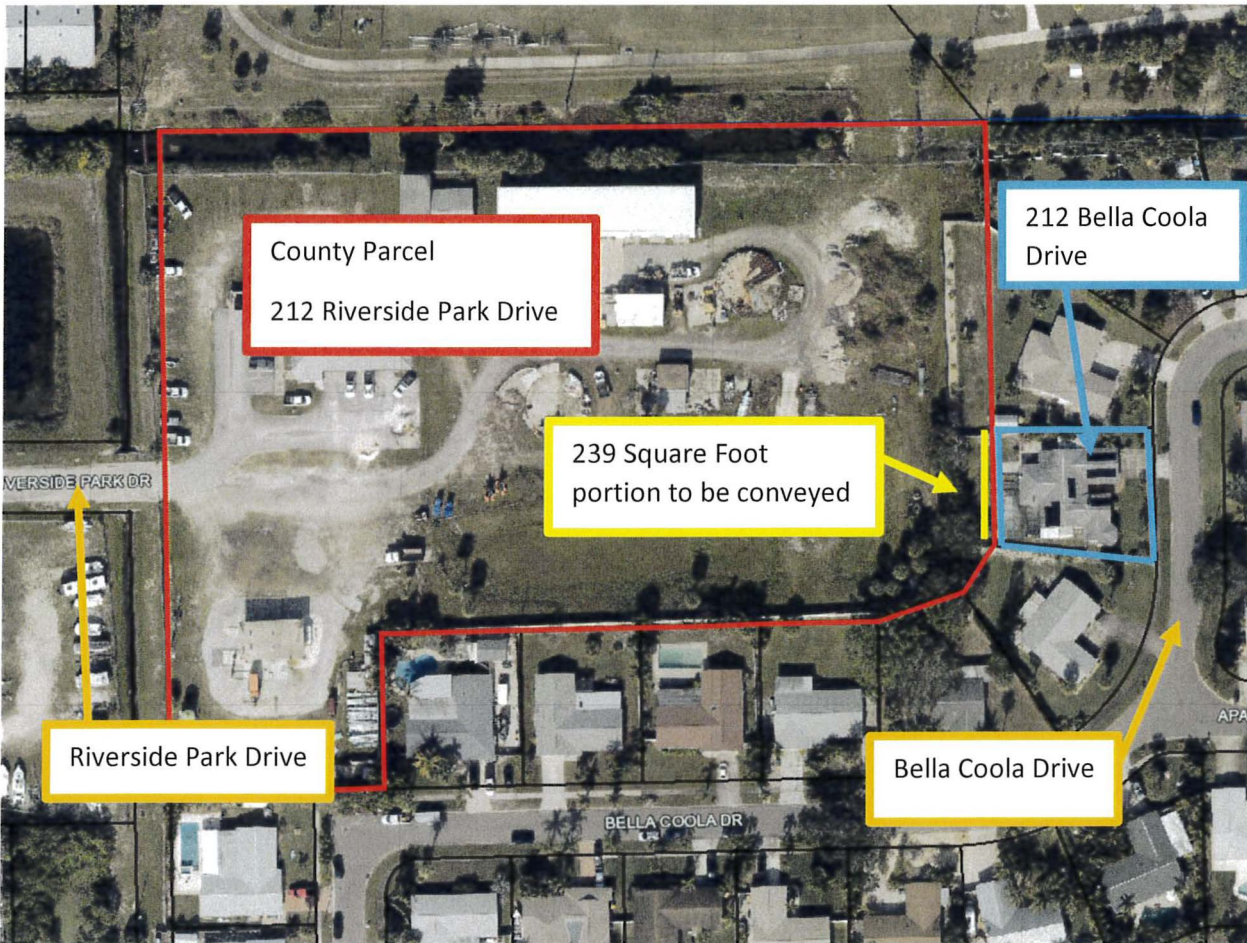 212 Bella Coola
Drive
County Parcel
212 Riverside Park Drive
239 Square Foot
portion to be conveyed
VERSIDE PARK DR
Riverside Park Drive
Bella Coola Drive
APA
BELLA COOLA DR